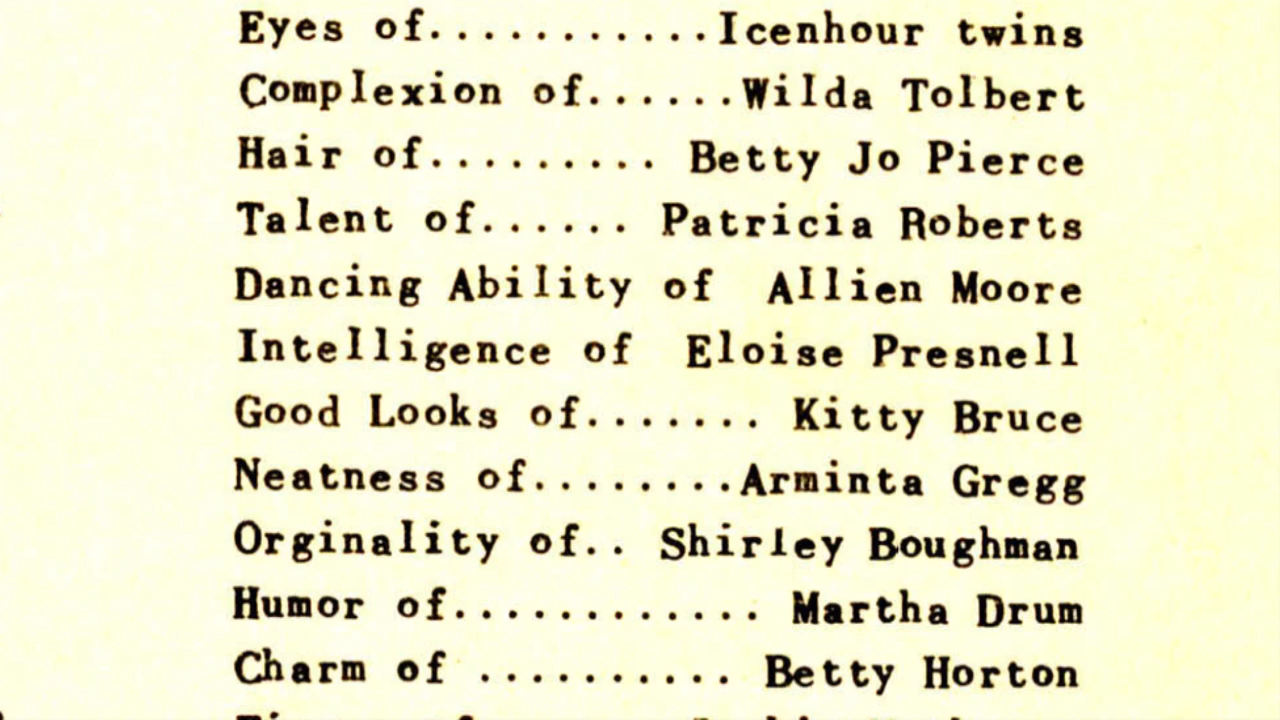 Eyes of............Icenhour twins
Complexion of......Wilda Tolbert
Hair of......... Betty Jo Pierce
Talent of...... Patricia Roberts
Dancing Ability of Allien Moore
Intelligence of Eloise Presnell
Good Looks of....... Kitty Bruce
Neatness of.........Arminta Gregg
Orginality of.. Shirley Boughman
Humor of............. Martha Drum
Charm of ........... Betty Horton